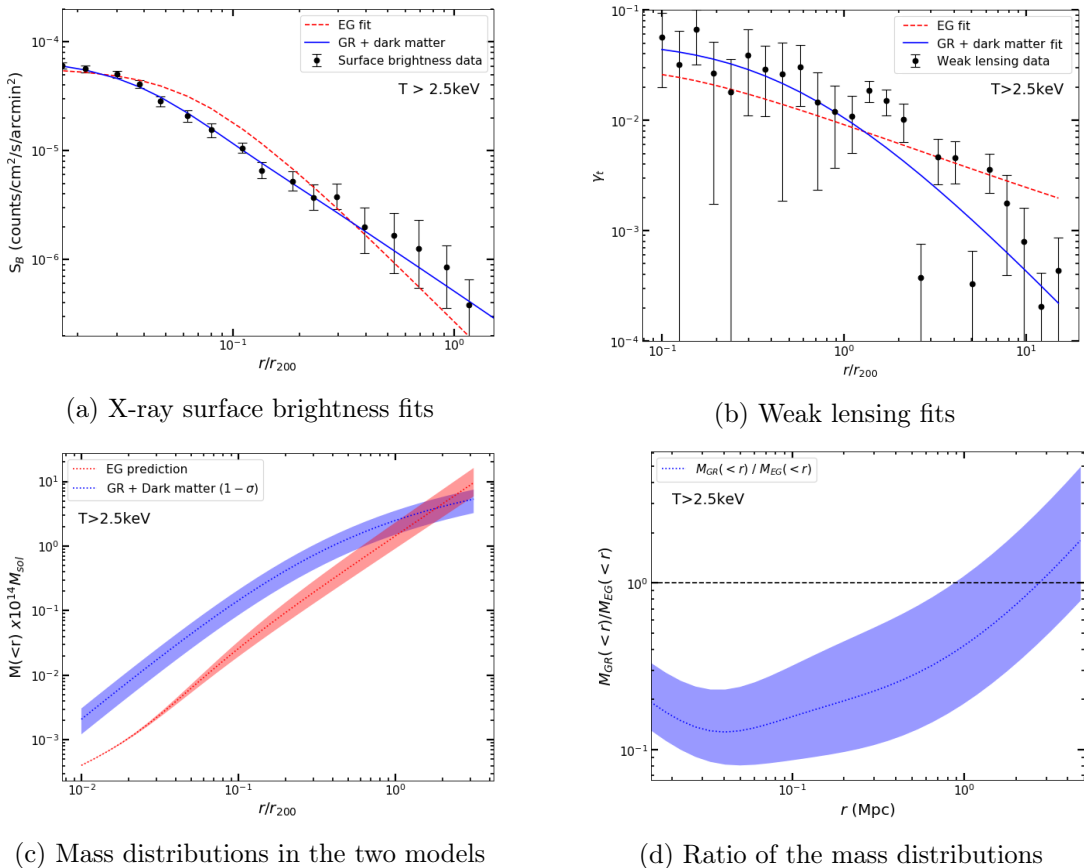 EG fit
GR + dark matter
Surface brightness data
T > 2.5keV
10⁻⁴
10⁻⁵
10⁻⁶
S_B (counts/cm²/s/arcmin²)
10⁻¹
10⁰
r/r₂₀₀
(a) X-ray surface brightness fits
EG fit
GR + dark matter fit
Weak lensing data
T>2.5keV
10⁻¹
10⁻²
10⁻³
10⁻⁴
γ_t
10⁻¹
10⁰
10¹
r/r₂₀₀
(b) Weak lensing fits
EG prediction
GR + Dark matter (1 − σ)
T>2.5keV
10¹
10⁰
10⁻¹
10⁻²
10⁻³
M(<r) x10¹⁴M_sol
10⁻²
10⁻¹
10⁰
r/r₂₀₀
(c) Mass distributions in the two models
M_GR(<r) / M_EG(<r)
T>2.5keV
10⁰
10⁻¹
M_GR(<r)/M_EG(<r)
10⁻¹
10⁰
r (Mpc)
(d) Ratio of the mass distributions